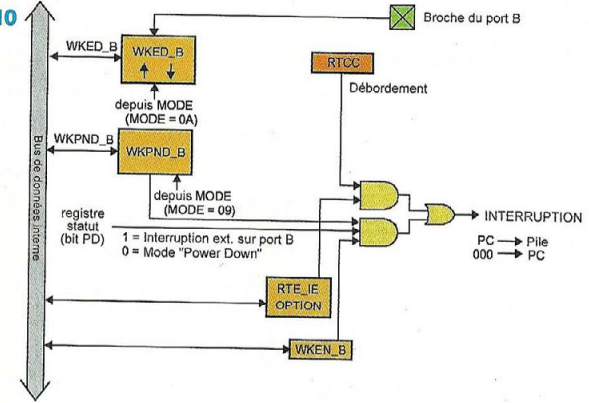 10
WKED_B
WKED_B
Broche du port B
RTCC
Débordement
depuis MODE
(MODE = 0A)
WKPND_B
WKPND_B
depuis MODE
(MODE = 09)
Bus de données interne
registre
statut
(bit PD)
1 = Interruption ext. sur port B
0 = Mode "Power Down"
INTERRUPTION
PC → Pile
000 → PC
RTE_IE
OPTION
WKEN_B